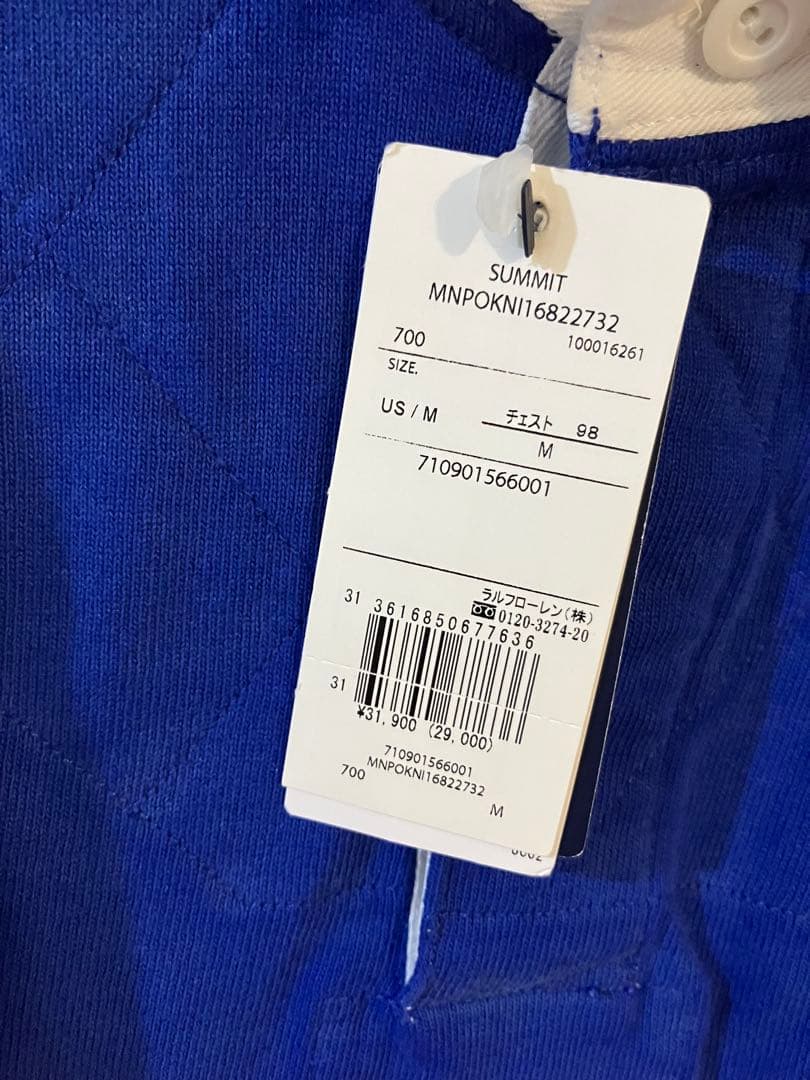 SUMMIT
MNPOKNI16822732
700 100016261
SIZE.
US / M チェスト 98
M
710901566001
ラルフローレン(株)
0120-3274-20
31 3616850677636
31
¥31,900 (29,000)
710901566001
MNPOKNI16822732
700 M